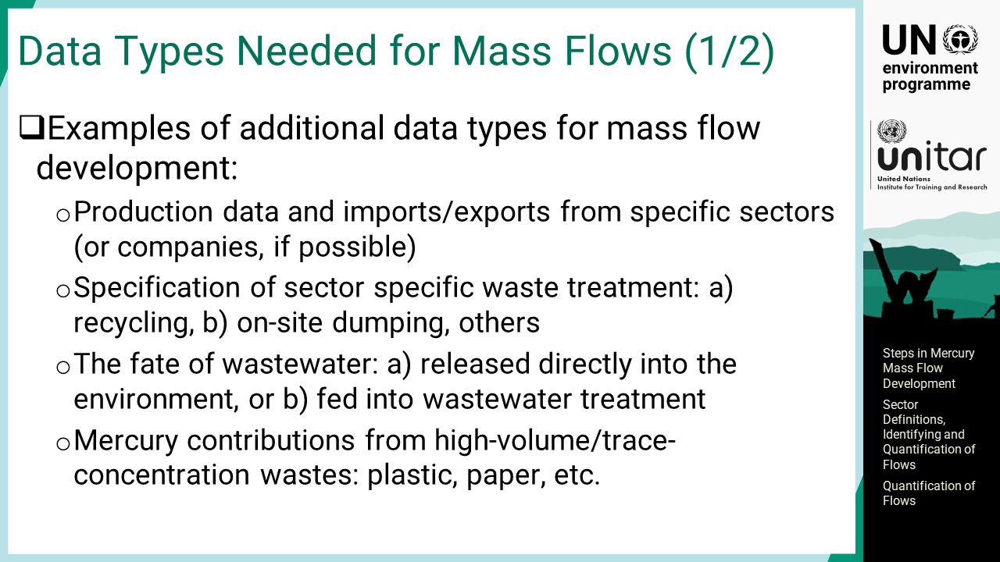 Data Types Needed for Mass Flows (1/2)
❑Examples of additional data types for mass flow
development:
oProduction data and imports/exports from specific sectors
(or companies, if possible)
oSpecification of sector specific waste treatment: a)
recycling, b) on-site dumping, others
oThe fate of wastewater: a) released directly into the
environment, or b) fed into wastewater treatment
oMercury contributions from high-volume/trace-
concentration wastes: plastic, paper, etc.
UN
environment
programme
unitar
United Nations
Institute for Training and Research
Steps in Mercury
Mass Flow
Development
Sector
Definitions,
Identifying and
Quantification of
Flows
Quantification of
Flows